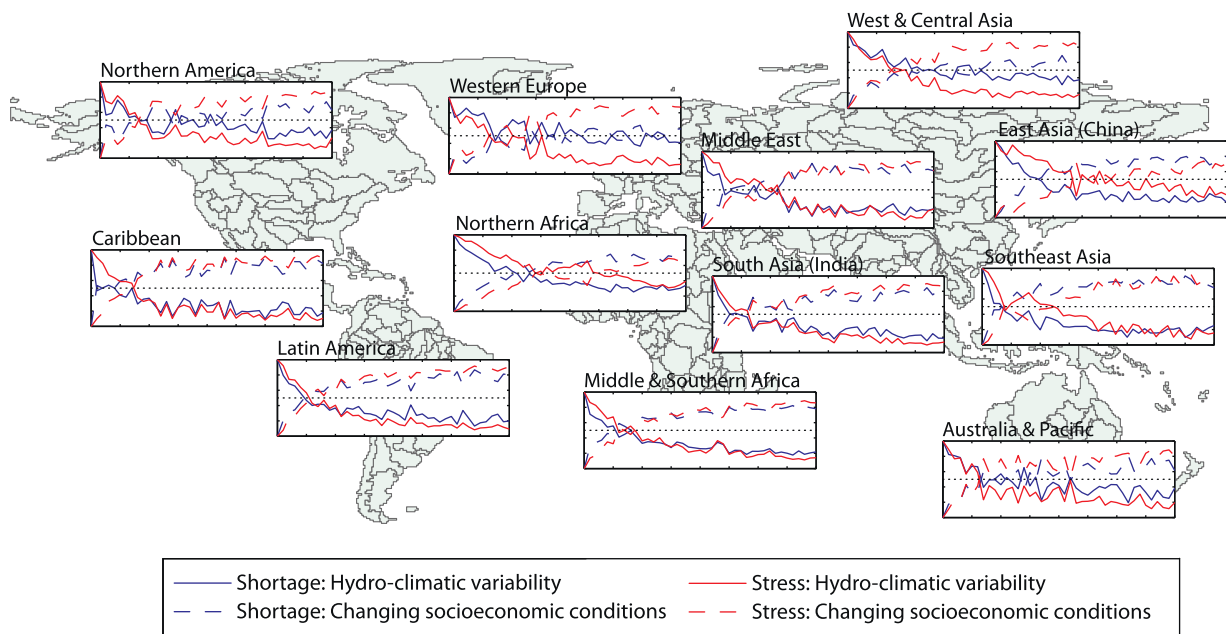 West & Central Asia
Northern America
Western Europe
East Asia (China)
Middle East
Northern Africa
Caribbean
South Asia (India)
Southeast Asia
Latin America
Middle & Southern Africa
Australia & Pacific
Shortage: Hydro-climatic variability
Stress: Hydro-climatic variability
Shortage: Changing socioeconomic conditions
Stress: Changing socioeconomic conditions